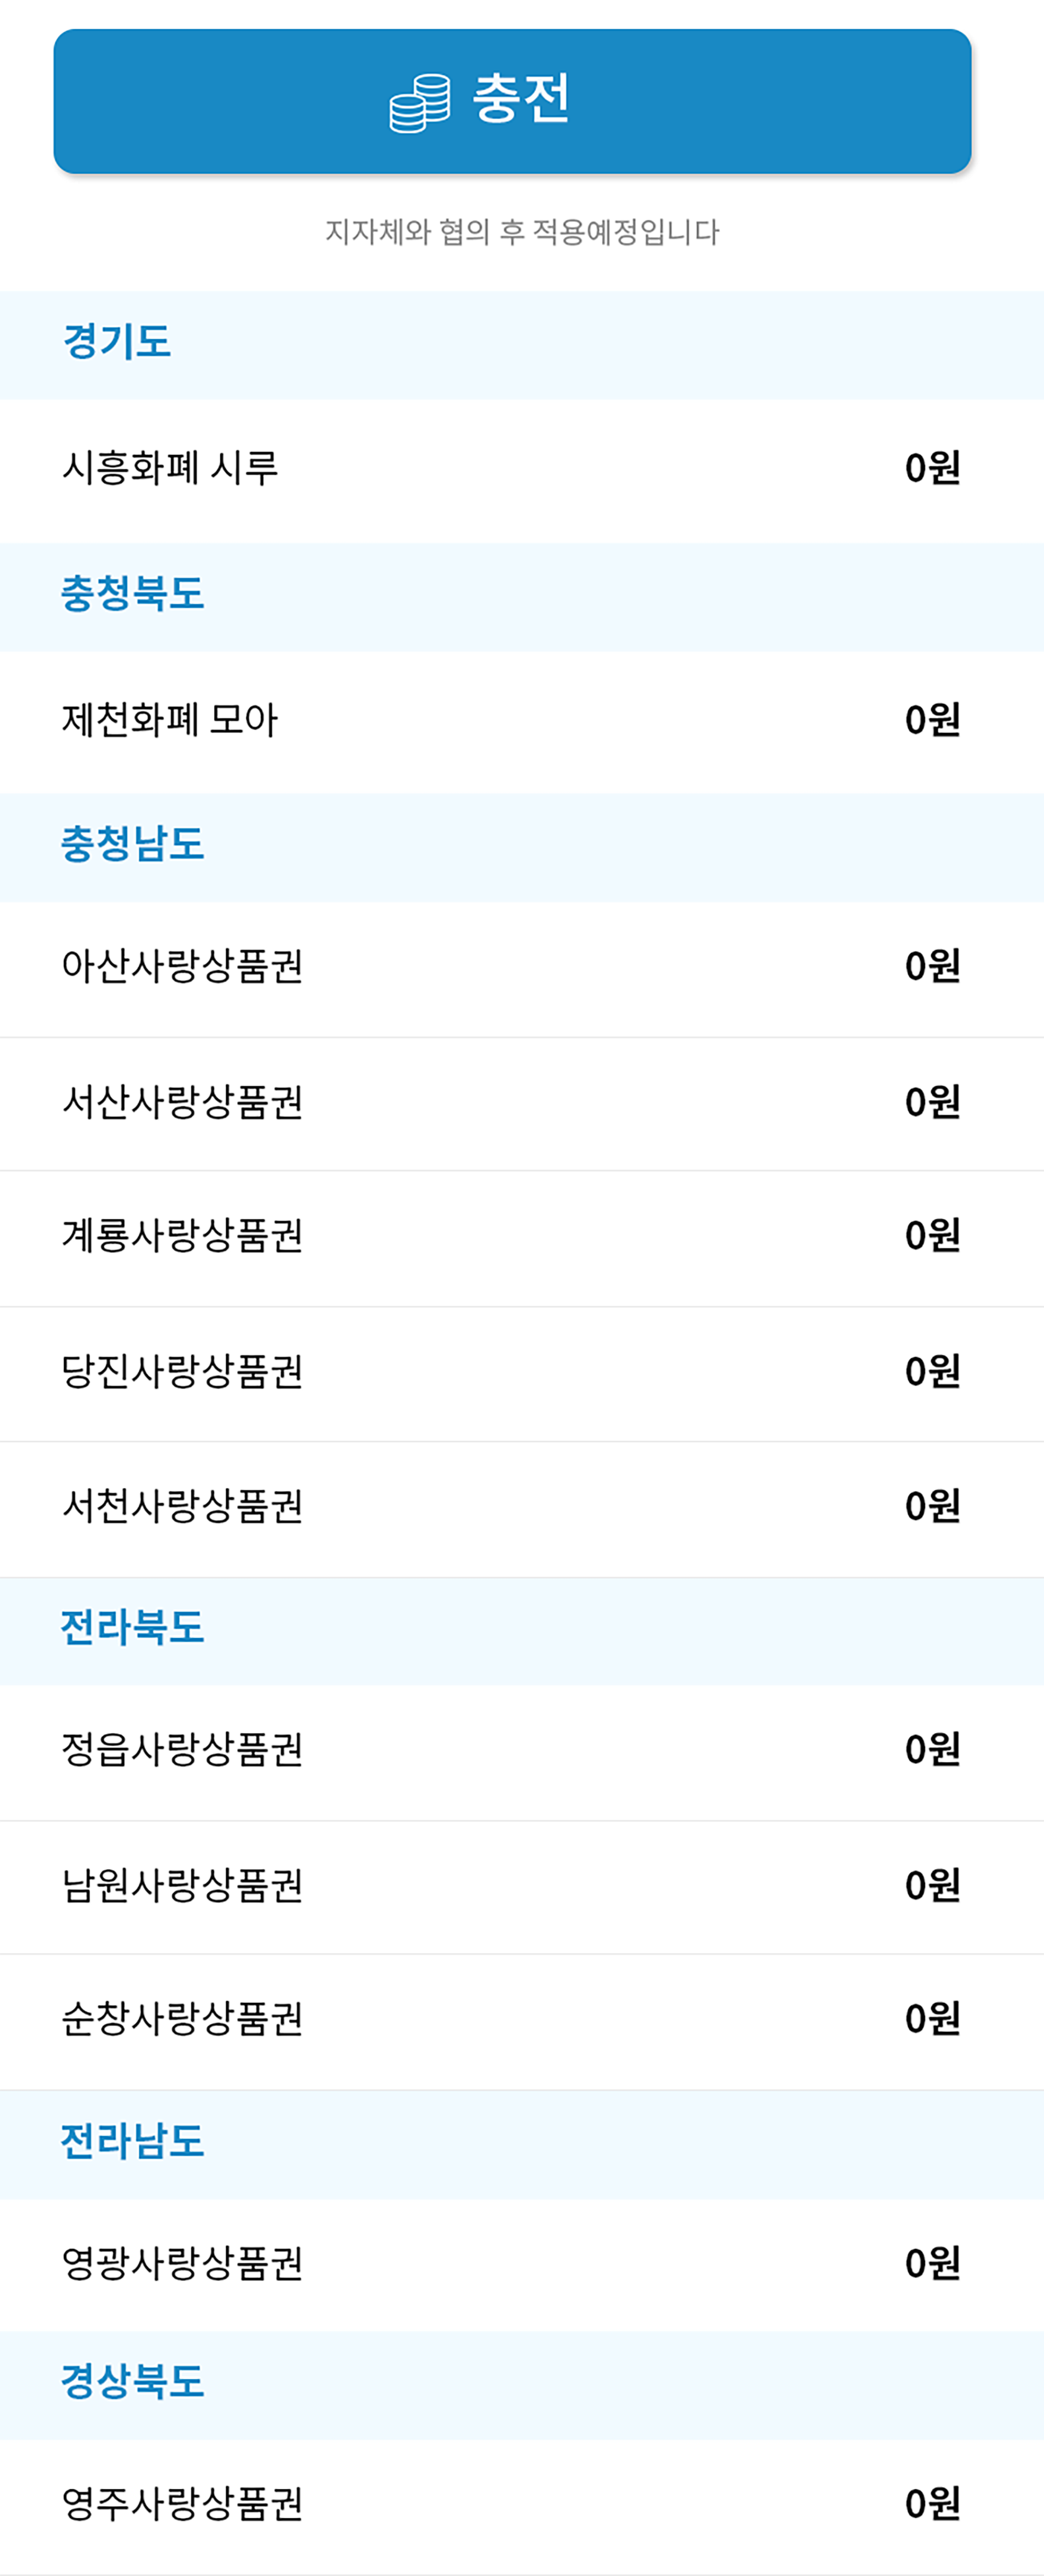 충전
지자체와 협의 후 적용예정입니다
경기도
시흥화폐 시루 0원
충청북도
제천화폐 모아 0원
충청남도
아산사랑상품권 0원
서산사랑상품권 0원
계룡사랑상품권 0원
당진사랑상품권 0원
서천사랑상품권 0원
전라북도
정읍사랑상품권 0원
남원사랑상품권 0원
순창사랑상품권 0원
전라남도
영광사랑상품권 0원
경상북도
영주사랑상품권 0원